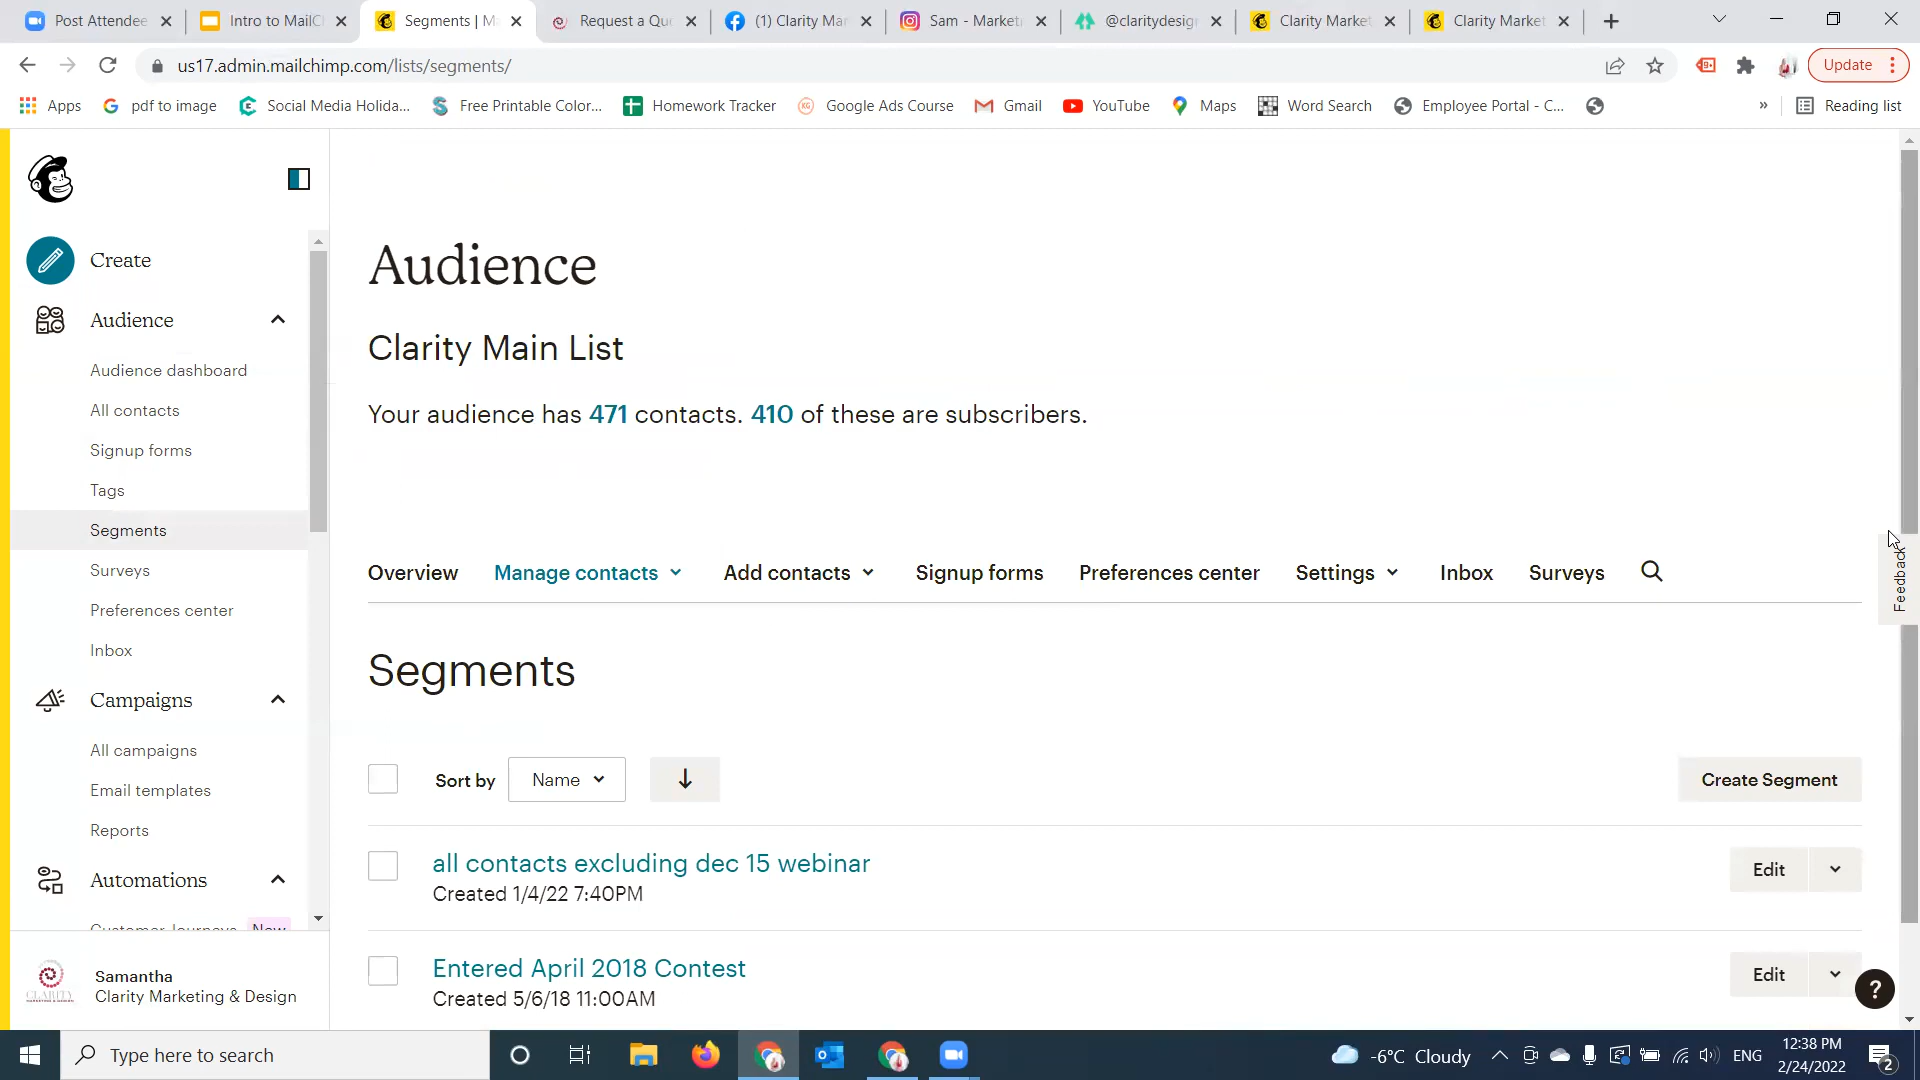 Post Attendee
Intro to MailC
Segments | M
Request a Qu
(1) Clarity Ma
Sam - Market
@claritydesig
Clarity Market
Clarity Market
us17.admin.mailchimp.com/lists/segments/
Update
Apps
pdf to image
Social Media Holida...
Free Printable Color...
Homework Tracker
Google Ads Course
Gmail
YouTube
Maps
Word Search
Employee Portal - C...
»
Reading list
Create
Audience
Audience dashboard
All contacts
Signup forms
Tags
Segments
Surveys
Preferences center
Inbox
Campaigns
All campaigns
Email templates
Reports
Automations
Customer Journeys New
Samantha
Clarity Marketing & Design
Audience
Clarity Main List
Your audience has 471 contacts. 410 of these are subscribers.
Overview
Manage contacts
Add contacts
Signup forms
Preferences center
Settings
Inbox
Surveys
Feedback
Segments
Sort by
Name
Create Segment
all contacts excluding dec 15 webinar
Created 1/4/22 7:40PM
Edit
Entered April 2018 Contest
Created 5/6/18 11:00AM
Edit
?
Type here to search
-6°C Cloudy
ENG
12:38 PM
2/24/2022
2